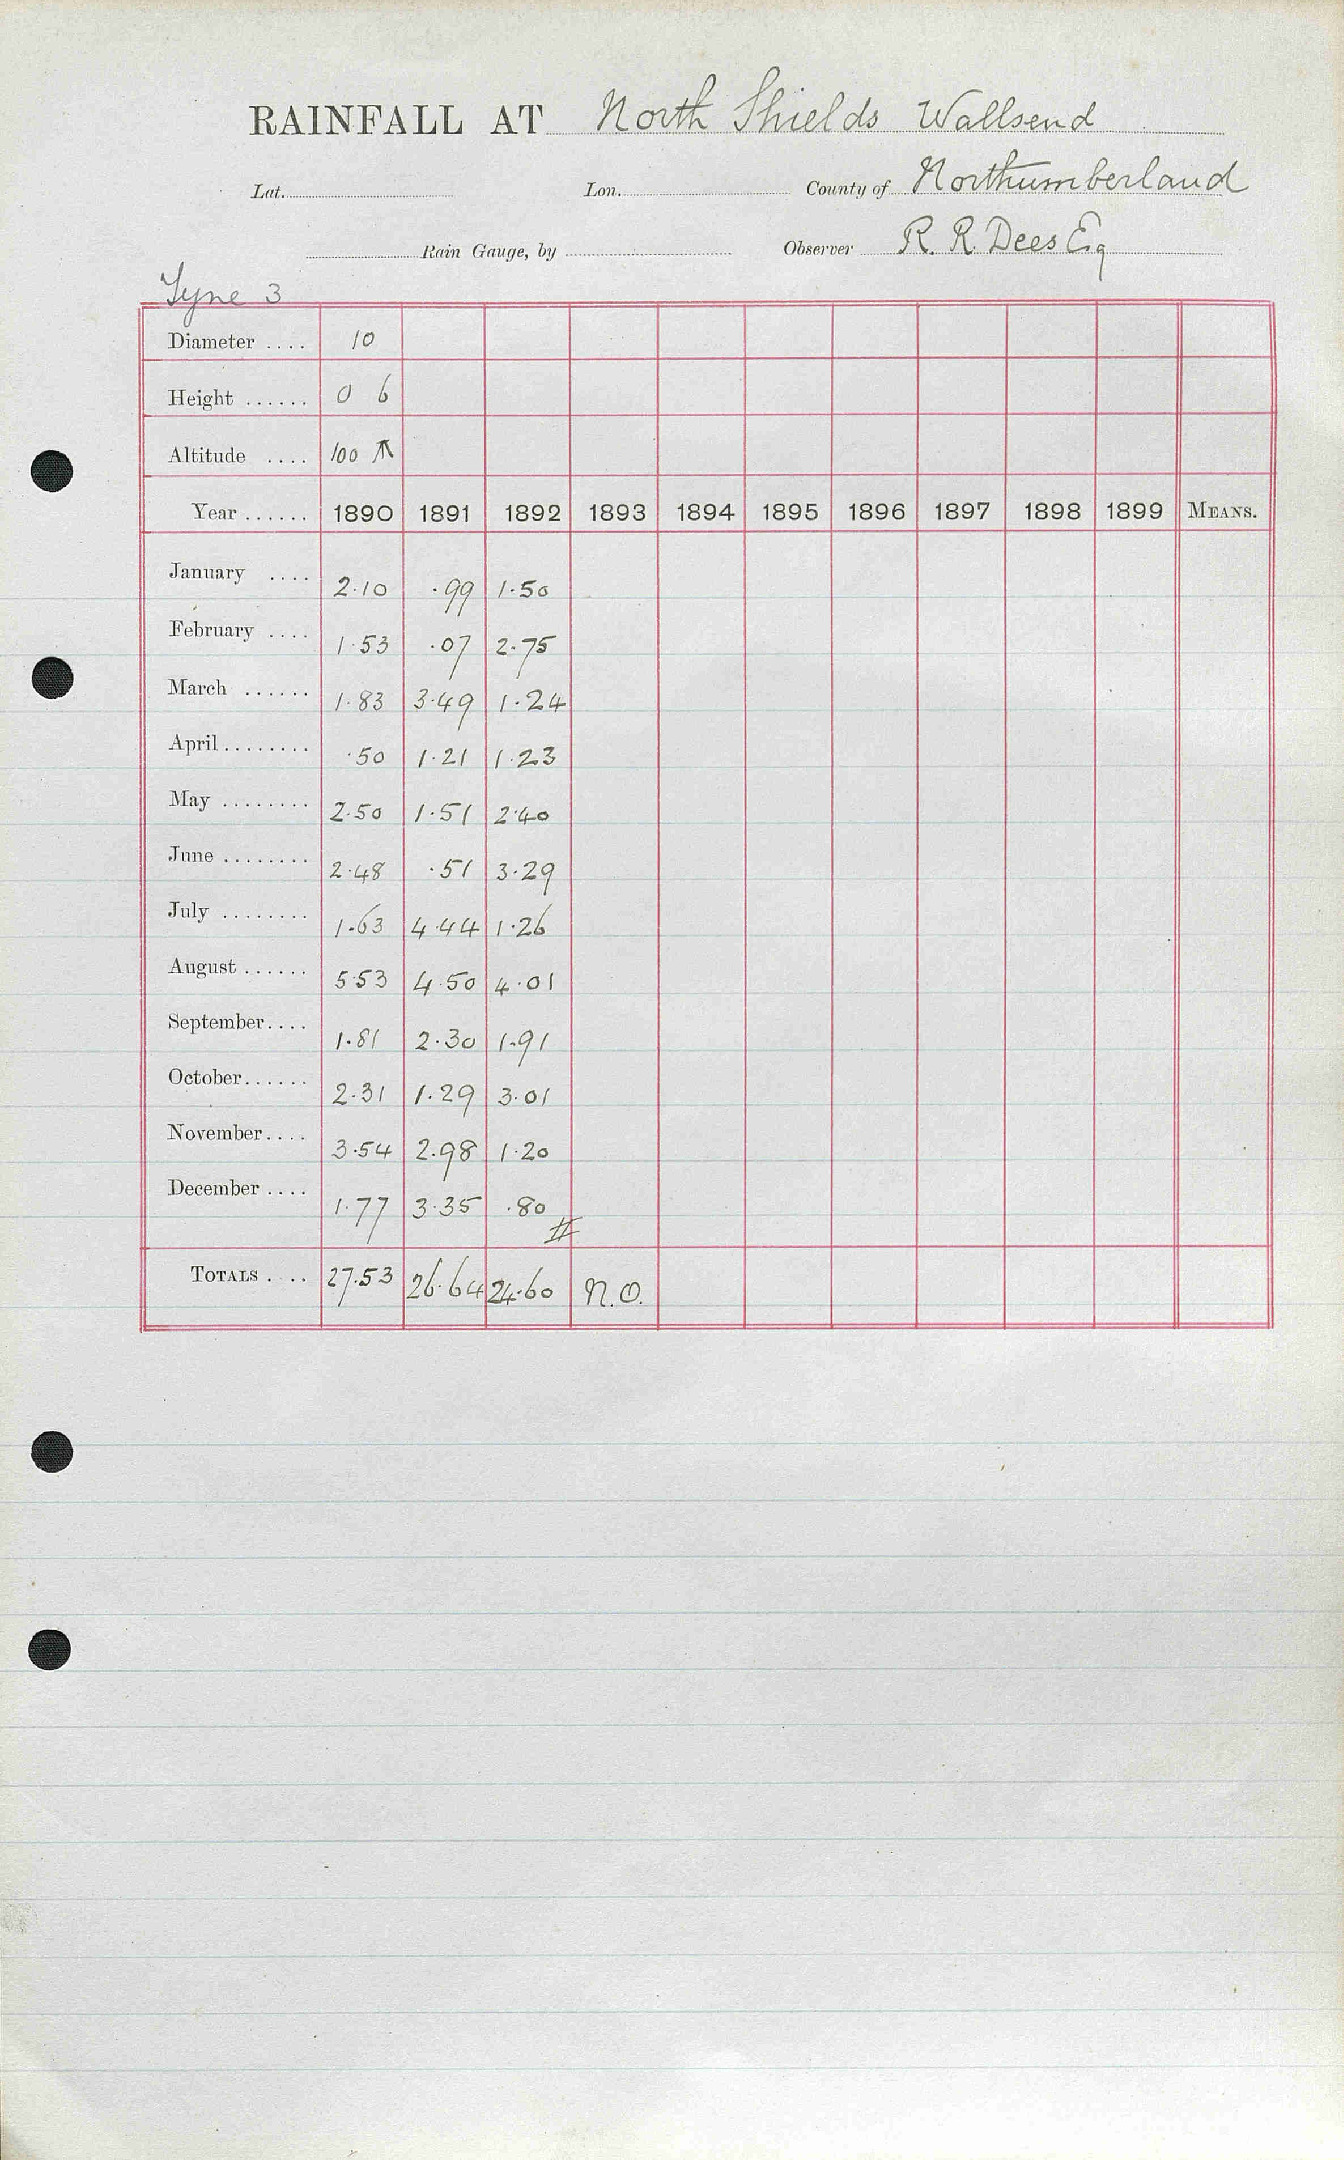 RAINFALL AT North Shields Wallsend
Lat. Lon. County of Northumberland
Rain Gauge, by Observer R. R. Dees Esq
Tyne 3
Diameter .... 10
Height ...... 0 6
Altitude .... 100 ⊼
Year ...... 1890 1891 1892 1893 1894 1895 1896 1897 1898 1899 MEANS.
January .... 2.10 .99 1.50
February .... 1.53 .07 2.75
March ...... 1.83 3.49 1.24
April ........ .50 1.21 1.23
May ........ 2.50 1.51 2.40
June ........ 2.48 .51 3.29
July ........ 1.63 4.44 1.26
August ...... 5.53 4.50 4.01
September.... 1.81 2.30 1.91
October...... 2.31 1.29 3.01
November.... 3.54 2.98 1.20
December .... 1.77 3.35 .80
TOTALS .... 27.53 26.64 24.60 N.O.